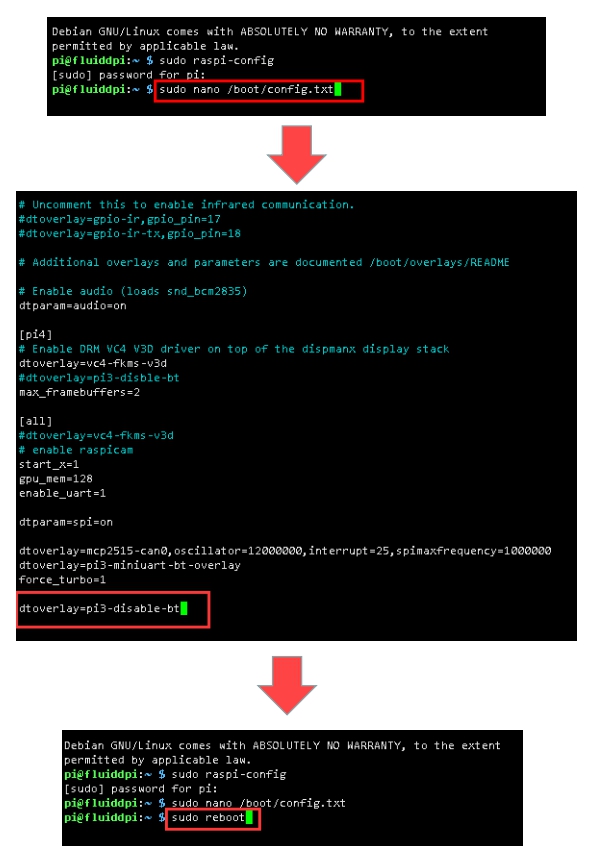 Debian GNU/Linux comes with ABSOLUTELY NO WARRANTY, to the extent
permitted by applicable law.
pi@fluiddpi:~ $ sudo raspi-config
[sudo] password for pi:
pi@fluiddpi:~ $ sudo nano /boot/config.txt
# Uncomment this to enable infrared communication.
#dtoverlay=gpio-ir,gpio_pin=17
#dtoverlay=gpio-ir-tx,gpio_pin=18
# Additional overlays and parameters are documented /boot/overlays/README
# Enable audio (loads snd_bcm2835)
dtparam=audio=on
[pi4]
# Enable DRM VC4 V3D driver on top of the dispmanx display stack
dtoverlay=vc4-fkms-v3d
#dtoverlay=pi3-disble-bt
max_framebuffers=2
[all]
#dtoverlay=vc4-fkms-v3d
# enable raspicam
start_x=1
gpu_mem=128
enable_uart=1
dtparam=spi=on
dtoverlay=mcp2515-can0,oscillator=12000000,interrupt=25,spimaxfrequency=1000000
dtoverlay=pi3-miniuart-bt-overlay
force_turbo=1
dtoverlay=pi3-disable-bt
Debian GNU/Linux comes with ABSOLUTELY NO WARRANTY, to the extent
permitted by applicable law.
pi@fluiddpi:~ $ sudo raspi-config
[sudo] password for pi:
pi@fluiddpi:~ $ sudo nano /boot/config.txt
pi@fluiddpi:~ $ sudo reboot